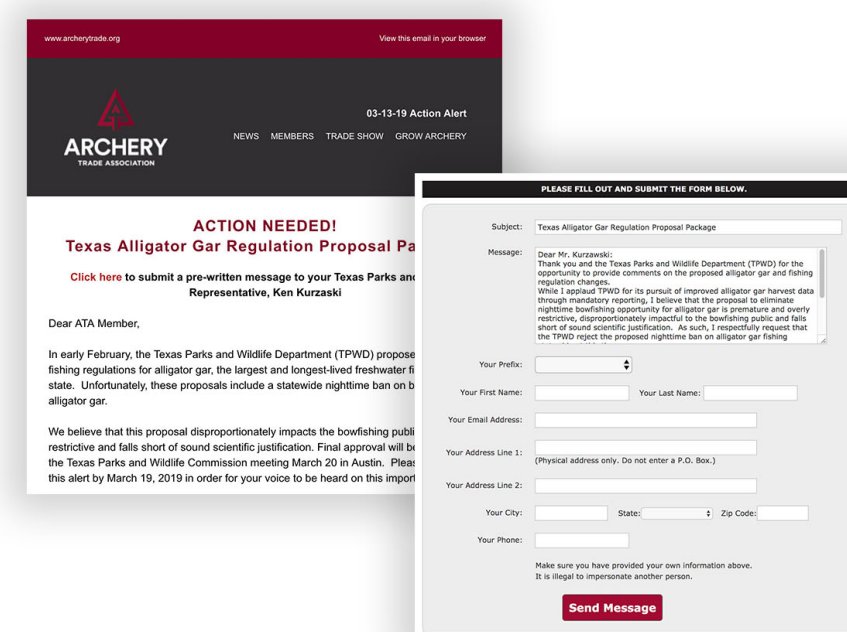 www.archerytrade.org
View this email in your browser
ARCHERY
TRADE ASSOCIATION
03-13-19 Action Alert
NEWS MEMBERS TRADE SHOW GROW ARCHERY
ACTION NEEDED!
Texas Alligator Gar Regulation Proposal Pa
Click here to submit a pre-written message to your Texas Parks and
Representative, Ken Kurzaski
Dear ATA Member,
In early February, the Texas Parks and Wildlife Department (TPWD) propose
fishing regulations for alligator gar, the largest and longest-lived freshwater fi
state. Unfortunately, these proposals include a statewide nighttime ban on b
alligator gar.
We believe that this proposal disproportionately impacts the bowfishing publi
restrictive and falls short of sound scientific justification. Final approval will be
the Texas Parks and Wildlife Commission meeting March 20 in Austin. Pleas
this alert by March 19, 2019 in order for your voice to be heard on this import
PLEASE FILL OUT AND SUBMIT THE FORM BELOW.
Subject: Texas Alligator Gar Regulation Proposal Package
Message: Dear Mr. Kurzawski:
Thank you and the Texas Parks and Wildlife Department (TPWD) for the
opportunity to provide comments on the proposed alligator gar and fishing
regulation changes.
While I applaud TPWD for its pursuit of improved alligator gar harvest data
through mandatory reporting, I believe that the proposal to eliminate
nighttime bowfishing opportunity for alligator gar is premature and overly
restrictive, disproportionately impactful to the bowfishing public and falls
short of sound scientific justification. As such, I respectfully request that
the TPWD reject the proposed nighttime ban on alligator gar fishing
Your Prefix:
Your First Name: Your Last Name:
Your Email Address:
Your Address Line 1:
(Physical address only. Do not enter a P.O. Box.)
Your Address Line 2:
Your City: State: Zip Code:
Your Phone:
Make sure you have provided your own information above.
It is illegal to impersonate another person.
Send Message